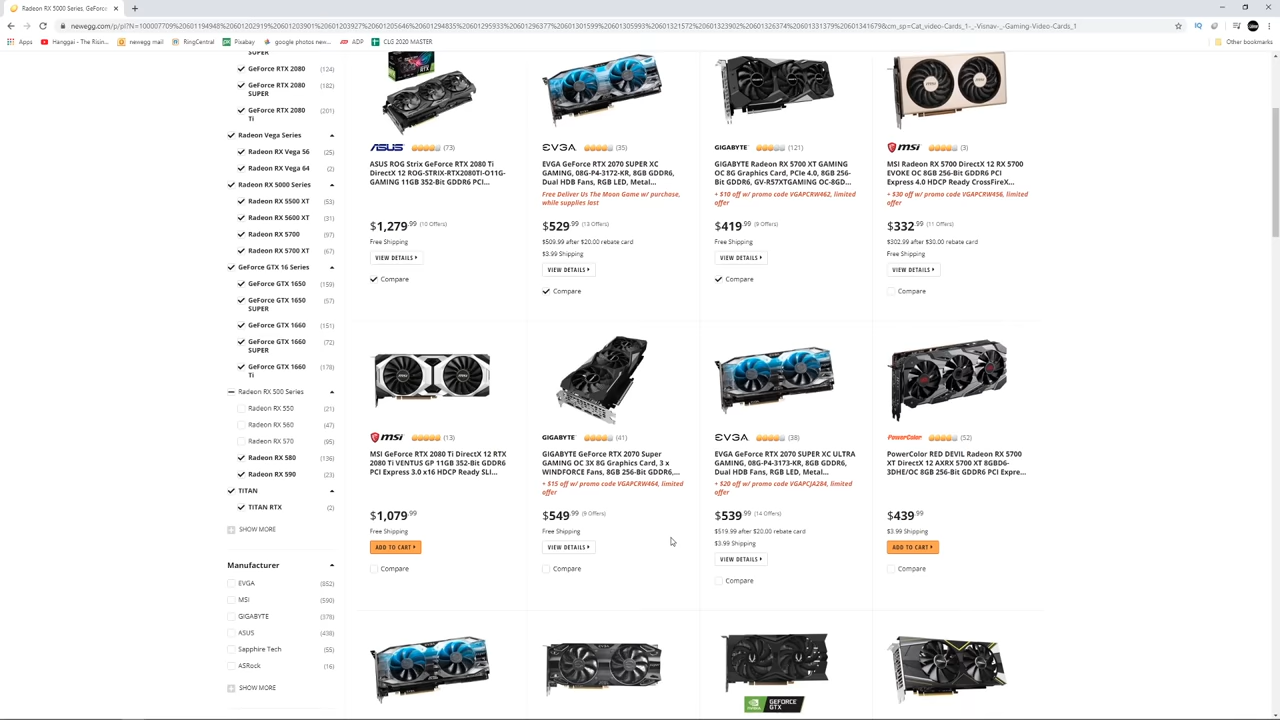 Radeon RX 5000 Series, GeForc
newegg.com/p/pl?N=100007709%20601194948%20601202919%20601203901%20601203927%20601205646%20601294835%20601295933%20601296377%20601301599%20601305993%20601321572%20601323902%20601326374%20601331379%206013041679&cm_sp=Cat_video-Cards_1-_-Visnav-_-Gaming-Video-Cards_1
Apps
Hanggai - The Risin...
newegg mail
RingCentral
Pixabay
google photos new...
ADP
CLG 2020 MASTER
Other bookmarks
SUPER
GeForce RTX 2080 (124)
GeForce RTX 2080 (182)
SUPER
GeForce RTX 2080 (201)
Ti
Radeon Vega Series
Radeon RX Vega 56 (25)
Radeon RX Vega 64 (2)
Radeon RX 5000 Series
Radeon RX 5500 XT (53)
Radeon RX 5600 XT (31)
Radeon RX 5700 (97)
Radeon RX 5700 XT (67)
GeForce GTX 16 Series
GeForce GTX 1650 (159)
GeForce GTX 1650 (57)
SUPER
GeForce GTX 1660 (151)
GeForce GTX 1660 (72)
SUPER
GeForce GTX 1660 (178)
Ti
Radeon RX 500 Series
Radeon RX 550 (21)
Radeon RX 560 (47)
Radeon RX 570 (95)
Radeon RX 580 (136)
Radeon RX 590 (23)
TITAN
TITAN RTX (2)
SHOW MORE
Manufacturer
EVGA (852)
MSI (590)
GIGABYTE (379)
ASUS (438)
Sapphire Tech (55)
ASRock (16)
SHOW MORE
ASUS (73)
ASUS ROG Strix GeForce RTX 2080 Ti
DirectX 12 ROG-STRIX-RTX2080TI-O11G-
GAMING 11GB 352-Bit GDDR6 PCI...
$1,279.99 (10 Offers)
Free Shipping
VIEW DETAILS
Compare
EVGA (35)
EVGA GeForce RTX 2070 SUPER XC
GAMING, 08G-P4-3172-KR, 8GB GDDR6,
Dual HDB Fans, RGB LED, Metal...
Free Deliver Us The Moon Game w/ purchase,
while supplies last
$529.99 (13 Offers)
$509.99 after $20.00 rebate card
$3.99 Shipping
VIEW DETAILS
Compare
GIGABYTE (121)
GIGABYTE Radeon RX 5700 XT GAMING
OC 8G Graphics Card, PCIe 4.0, 8GB 256-
Bit GDDR6, GV-R57XTGAMING OC-8GD...
+ $10 off w/ promo code VGAPCRW462, limited
offer
$419.99 (9 Offers)
Free Shipping
VIEW DETAILS
Compare
msi (3)
MSI Radeon RX 5700 DirectX 12 RX 5700
EVOKE OC 8GB 256-Bit GDDR6 PCI
Express 4.0 HDCP Ready CrossFireX...
+ $30 off w/ promo code VGAPCRW456, limited
offer
$332.99 (11 Offers)
$302.99 after $30.00 rebate card
Free Shipping
VIEW DETAILS
Compare
msi (13)
MSI GeForce RTX 2080 Ti DirectX 12 RTX
2080 Ti VENTUS GP 11GB 352-Bit GDDR6
PCI Express 3.0 x16 HDCP Ready SLI...
$1,079.99
Free Shipping
ADD TO CART
Compare
GIGABYTE (41)
GIGABYTE GeForce RTX 2070 Super
GAMING OC 3X 8G Graphics Card, 3 x
WINDFORCE Fans, 8GB 256-Bit GDDR6,...
+ $15 off w/ promo code VGAPCRW464, limited
offer
$549.99 (9 Offers)
Free Shipping
VIEW DETAILS
Compare
EVGA (38)
EVGA GeForce RTX 2070 SUPER XC ULTRA
GAMING, 08G-P4-3173-KR, 8GB GDDR6,
Dual HDB Fans, RGB LED, Metal...
+ $20 off w/ promo code VGAPCJA284, limited
offer
$539.99 (14 Offers)
$519.99 after $20.00 rebate card
$3.99 Shipping
VIEW DETAILS
Compare
PowerColor (52)
PowerColor RED DEVIL Radeon RX 5700
XT DirectX 12 AXRX 5700 XT 8GBD6-
3DHE/OC 8GB 256-Bit GDDR6 PCI Expre...
$439.99
$3.99 Shipping
ADD TO CART
Compare
GEFORCE
GTX